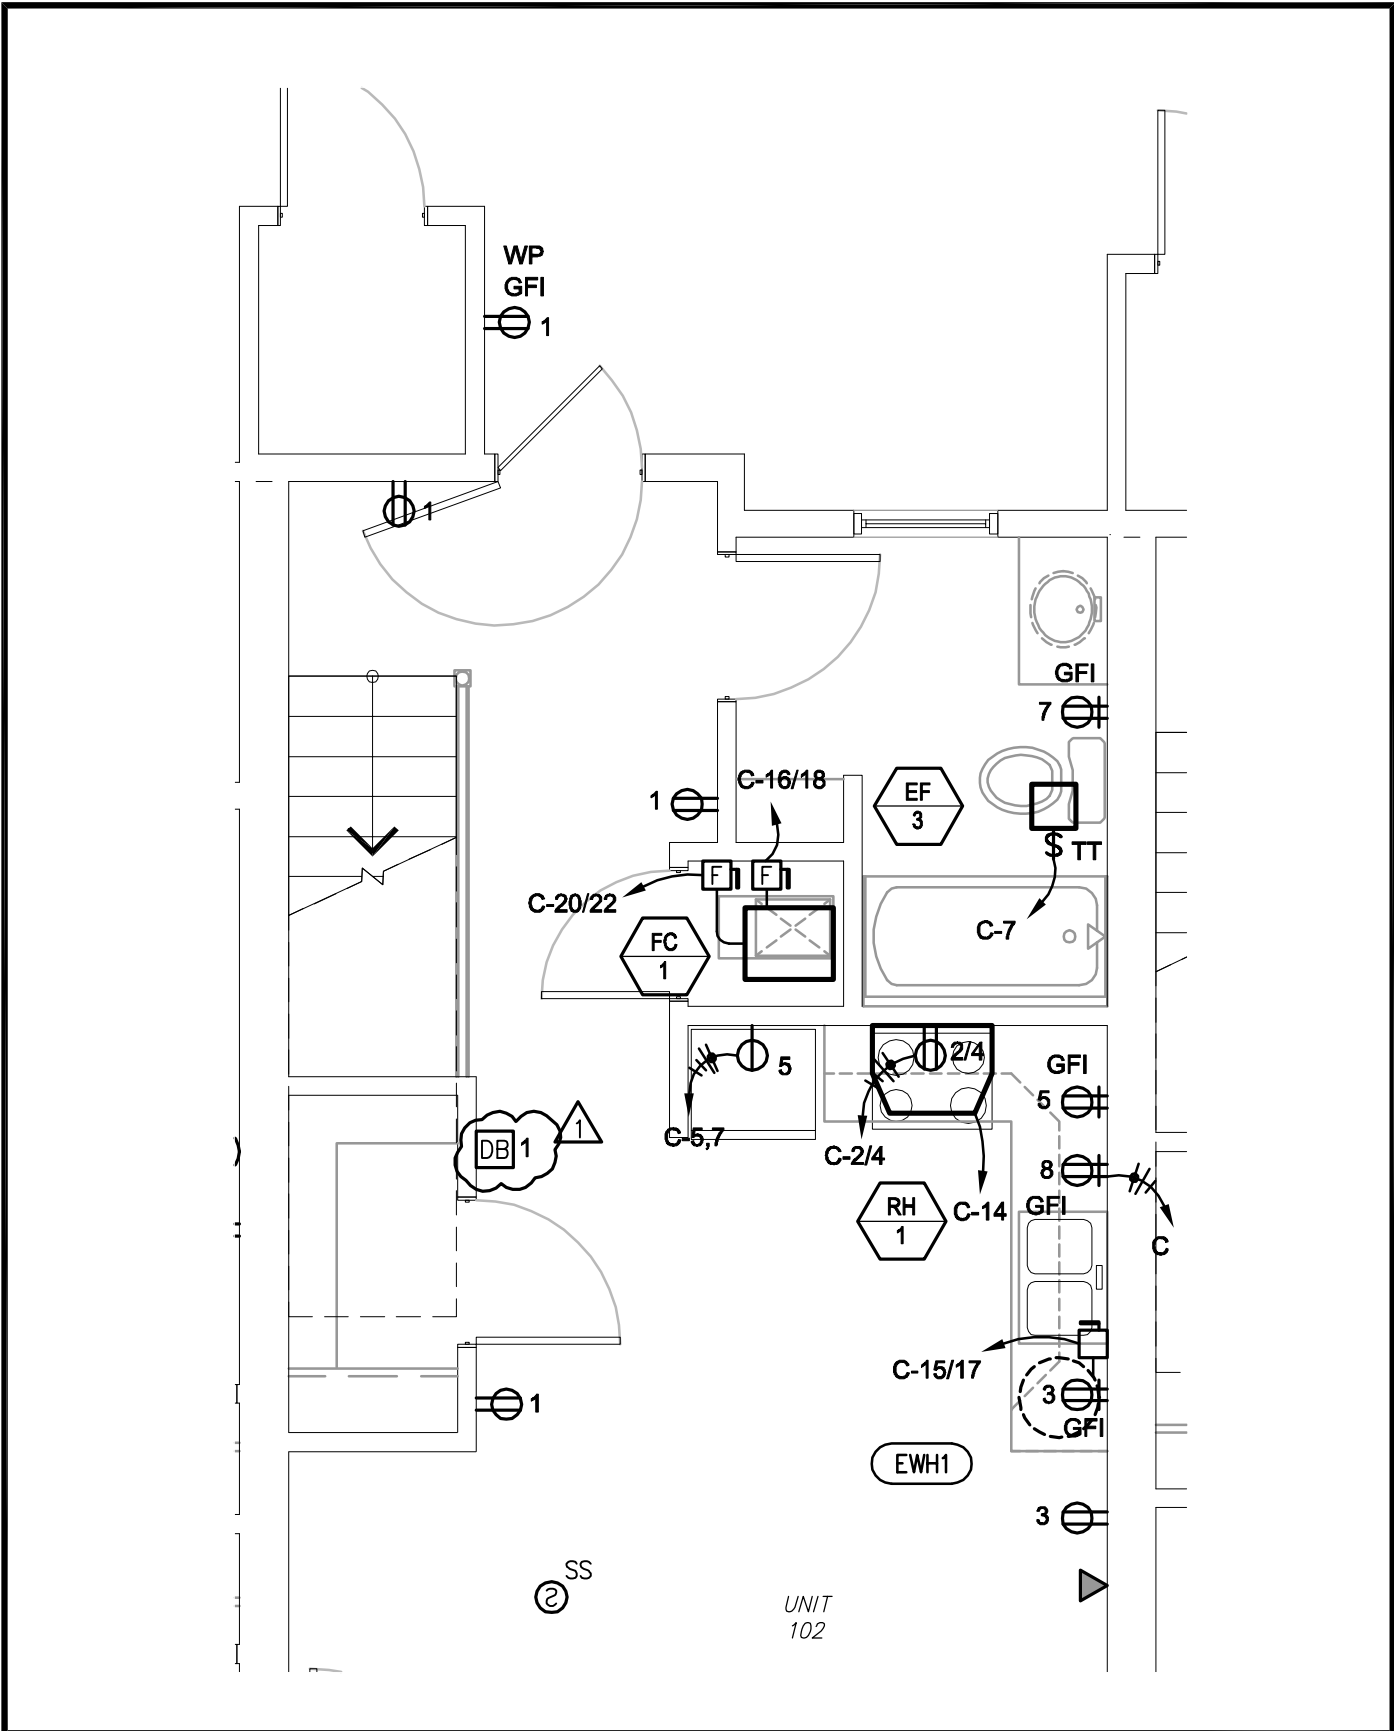 WP
GFI
1
1
GFI
7
C-16/18
1
EF
3
$ TT
F
F
C-20/22
C-7
FC
1
2/4
5
GFI
5
1
DB 1
C-5,7
C-2/4
8
RH
1
C-14
GFI
C
C-15/17
3
1
GFI
EWH1
3
SS
S
UNIT
102